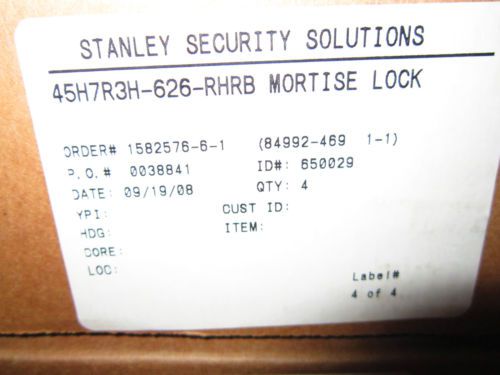 STANLEY SECURITY SOLUTIONS
45H7R3H-626-RHRB MORTISE LOCK
ORDER# 1582576-6-1 (84992-469 1-1)
P.O.# 0038841 ID#: 650029
DATE: 09/19/08 QTY: 4
YPI: CUST ID:
HDG: ITEM:
CORE:
LOC:
Label#
4 of 4